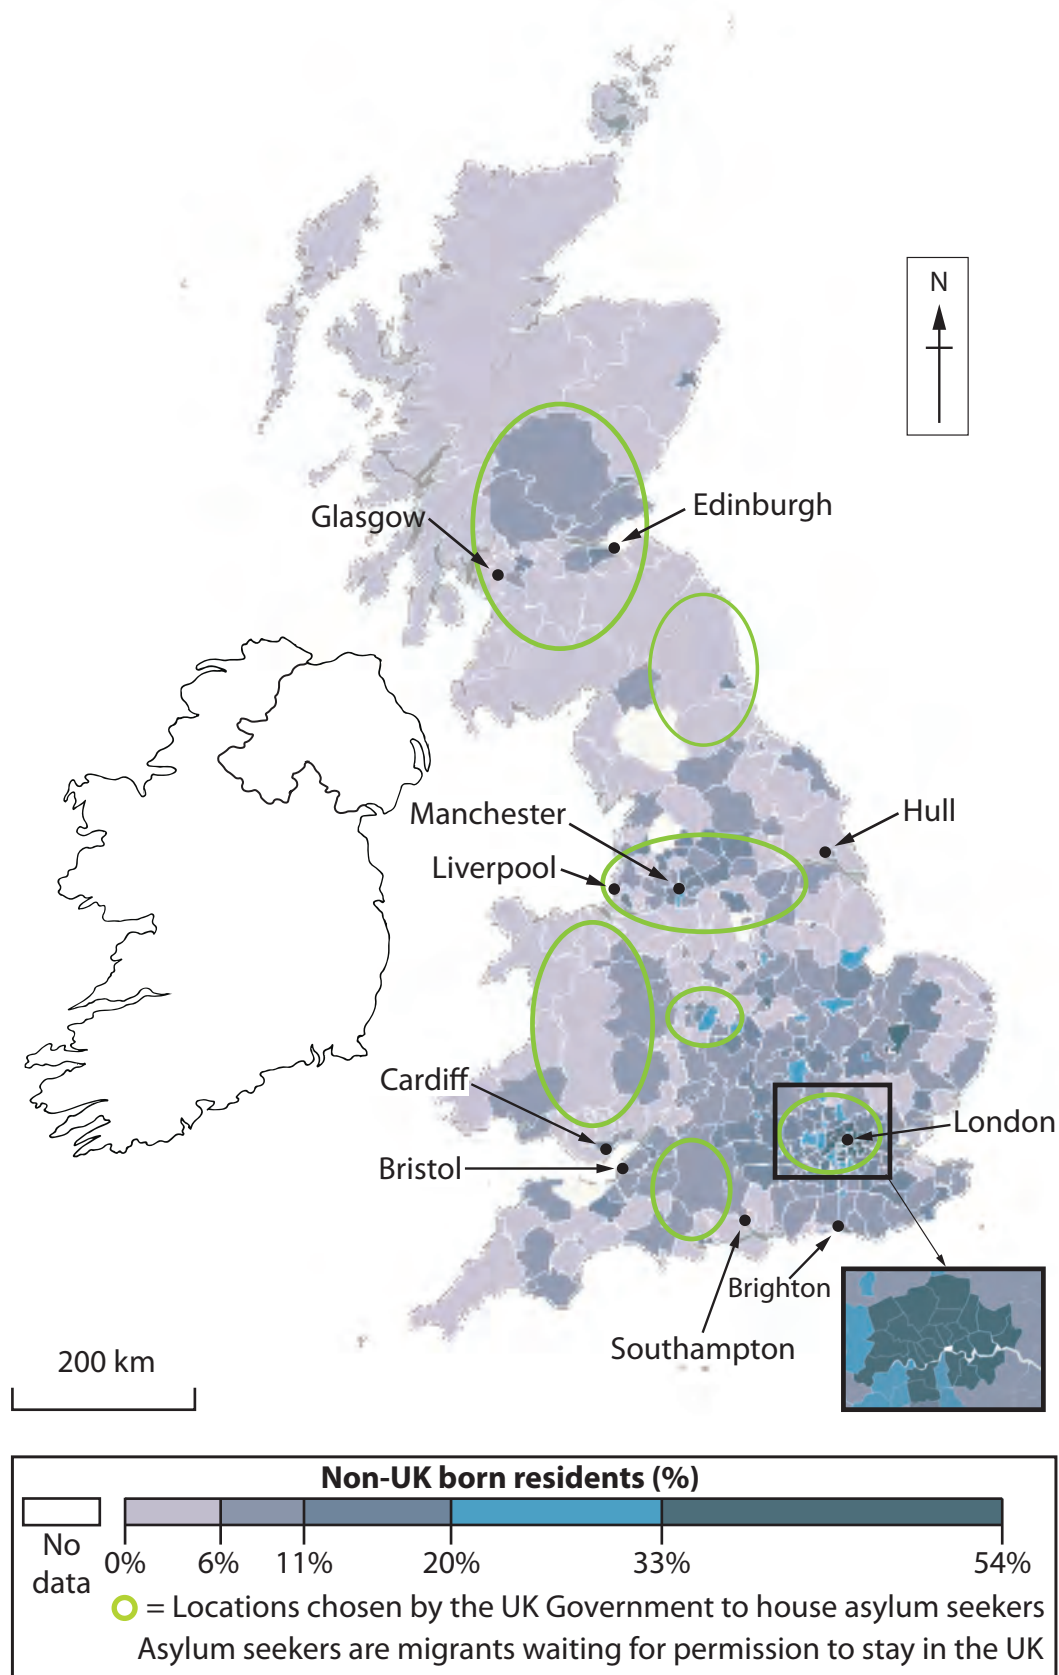 N
Glasgow
Edinburgh
Manchester
Hull
Liverpool
Cardiff
London
Bristol
Brighton
Southampton
200 km
Non-UK born residents (%)
No
data
0% 6% 11% 20% 33% 54%
= Locations chosen by the UK Government to house asylum seekers
Asylum seekers are migrants waiting for permission to stay in the UK